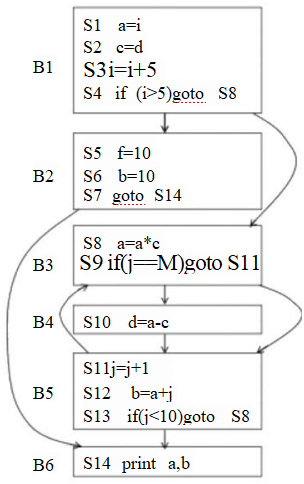 S1 a=i
S2 c=d
B1 S3i=i+5
S4 if (i>5)goto S8
S5 f=10
B2 S6 b=10
S7 goto S14
S8 a=a*c
B3 S9 if(j==M)goto S11
B4 S10 d=a-c
S11j=j+1
B5 S12 b=a+j
S13 if(j<10)goto S8
B6 S14 print a,b